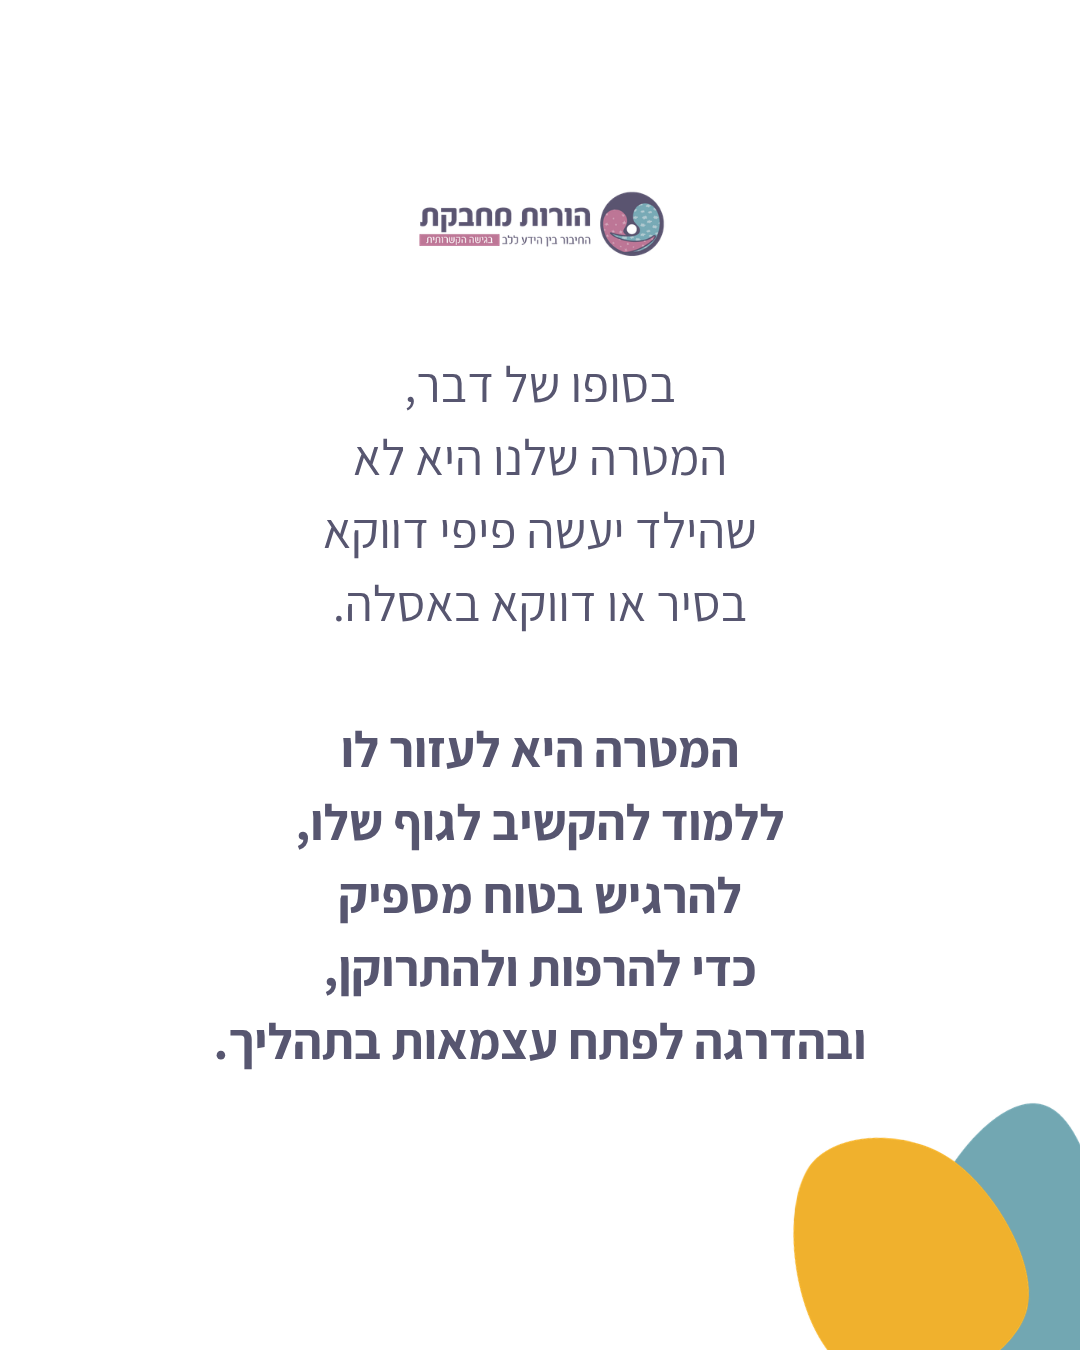 הורות מחבקת
החיבור בין הידע ללב בגישה הקשרותית
בסופו של דבר,
המטרה שלנו היא לא
שהילד יעשה פיפי דווקא
בסיר או דווקא באסלה.
המטרה היא לעזור לו
ללמוד להקשיב לגוף שלו,
להרגיש בטוח מספיק
כדי להרפות ולהתרוקן,
ובהדרגה לפתח עצמאות בתהליך.